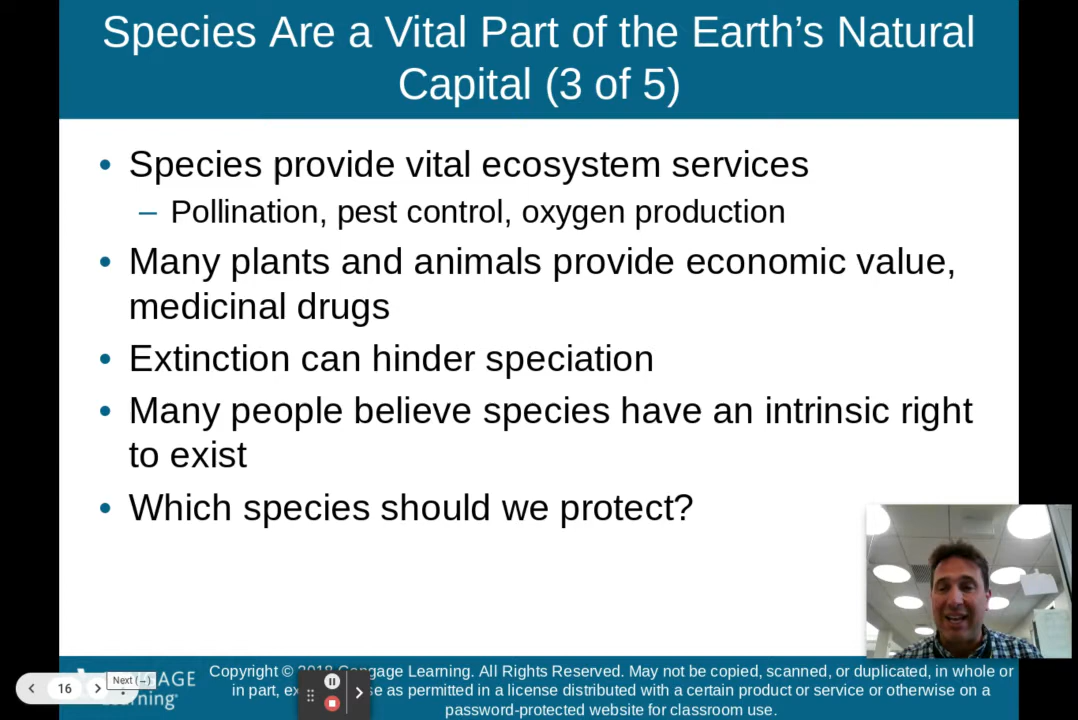 Species Are a Vital Part of the Earth’s Natural
Capital (3 of 5)
• Species provide vital ecosystem services
– Pollination, pest control, oxygen production
• Many plants and animals provide economic value,
medicinal drugs
• Extinction can hinder speciation
• Many people believe species have an intrinsic right
to exist
• Which species should we protect?
Copyright © 2018 Cengage Learning. All Rights Reserved. May not be copied, scanned, or duplicated, in whole or
in part, as permitted in a license distributed with a certain product or service or otherwise on a
password-protected website for classroom use.
16
Next (→)